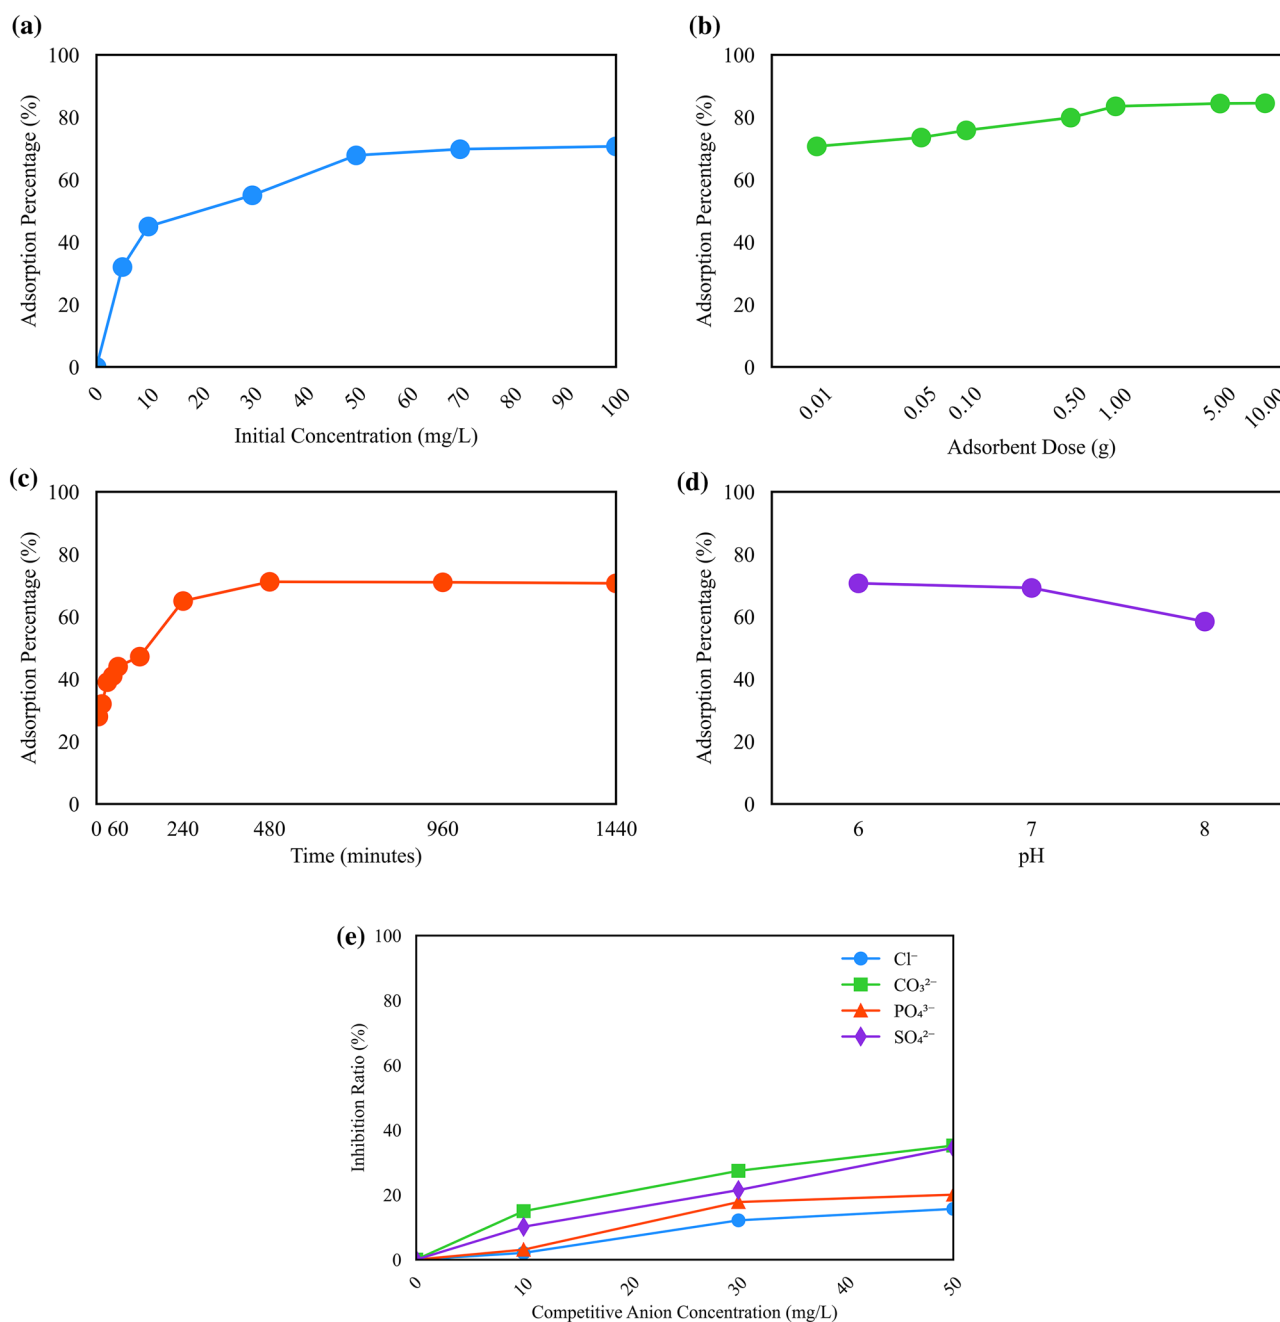 (a)
100
80
60
40
20
0
Adsorption Percentage (%)
0 10 20 30 40 50 60 70 80 90 100
Initial Concentration (mg/L)
(b)
100
80
60
40
20
0
Adsorption Percentage (%)
0.01 0.05 0.10 0.50 1.00 5.00 10.00
Adsorbent Dose (g)
(c)
100
80
60
40
20
0
Adsorption Percentage (%)
0 60 240 480 960 1440
Time (minutes)
(d)
100
80
60
40
20
0
Adsorption Percentage (%)
6 7 8
pH
(e)
100
80
60
40
20
0
Inhibition Ratio (%)
Cl⁻
CO₃²⁻
PO₄³⁻
SO₄²⁻
0 10 20 30 40 50
Competitive Anion Concentration (mg/L)